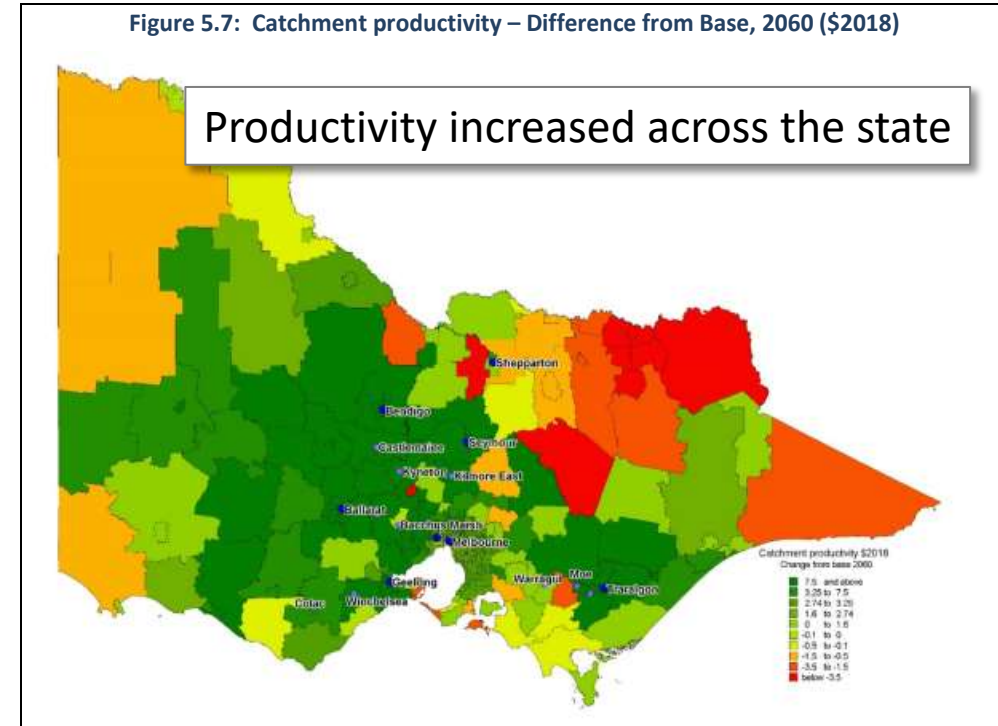 Figure 5.7: Catchment productivity – Difference from Base, 2060 ($2018)
Productivity increased across the state
Shepparton
Bendigo
Castlemaine
Seymour
Kyneton
Kilmore East
Ballarat
Bacchus Marsh
Melbourne
Geelong
Warragul
Moe
Traralgon
Colac
Winchelsea
Catchment productivity $2018
Change from base 2060
7.5 and above
3.25 to 7.5
2.74 to 3.25
1.6 to 2.74
0 to 1.6
-0.1 to 0
-0.5 to -0.1
-1.5 to -0.5
-3.5 to -1.5
below -3.5